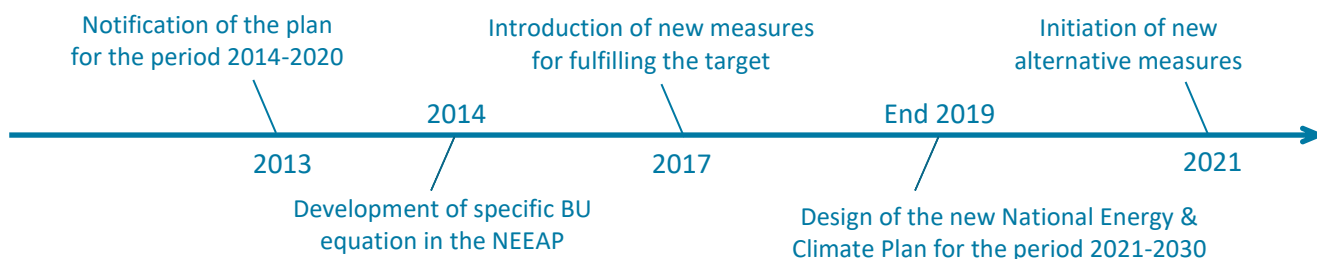 Notification of the plan
for the period 2014-2020
2013
2014
Development of specific BU
equation in the NEEAP
Introduction of new measures
for fulfilling the target
2017
End 2019
Design of the new National Energy &
Climate Plan for the period 2021-2030
Initiation of new
alternative measures
2021